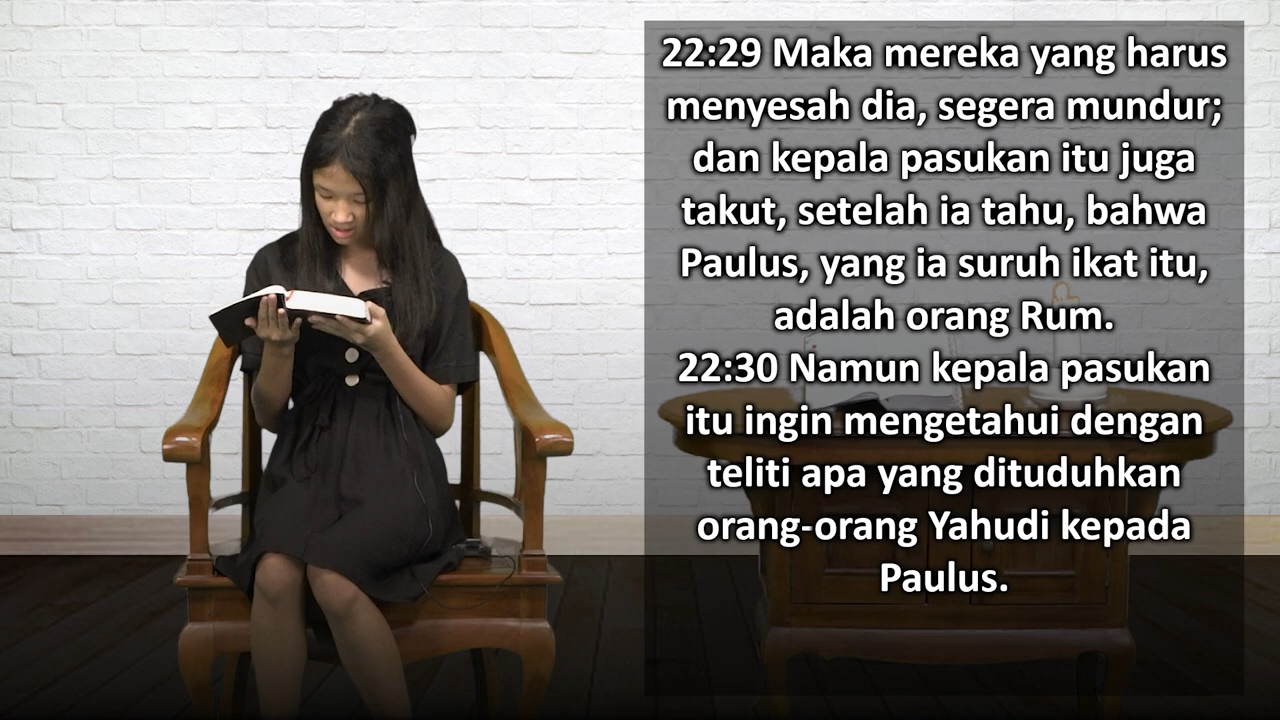 22:29 Maka mereka yang harus
menyesah dia, segera mundur;
dan kepala pasukan itu juga
takut, setelah ia tahu, bahwa
Paulus, yang ia suruh ikat itu,
adalah orang Rum.
22:30 Namun kepala pasukan
itu ingin mengetahui dengan
teliti apa yang dituduhkan
orang-orang Yahudi kepada
Paulus.